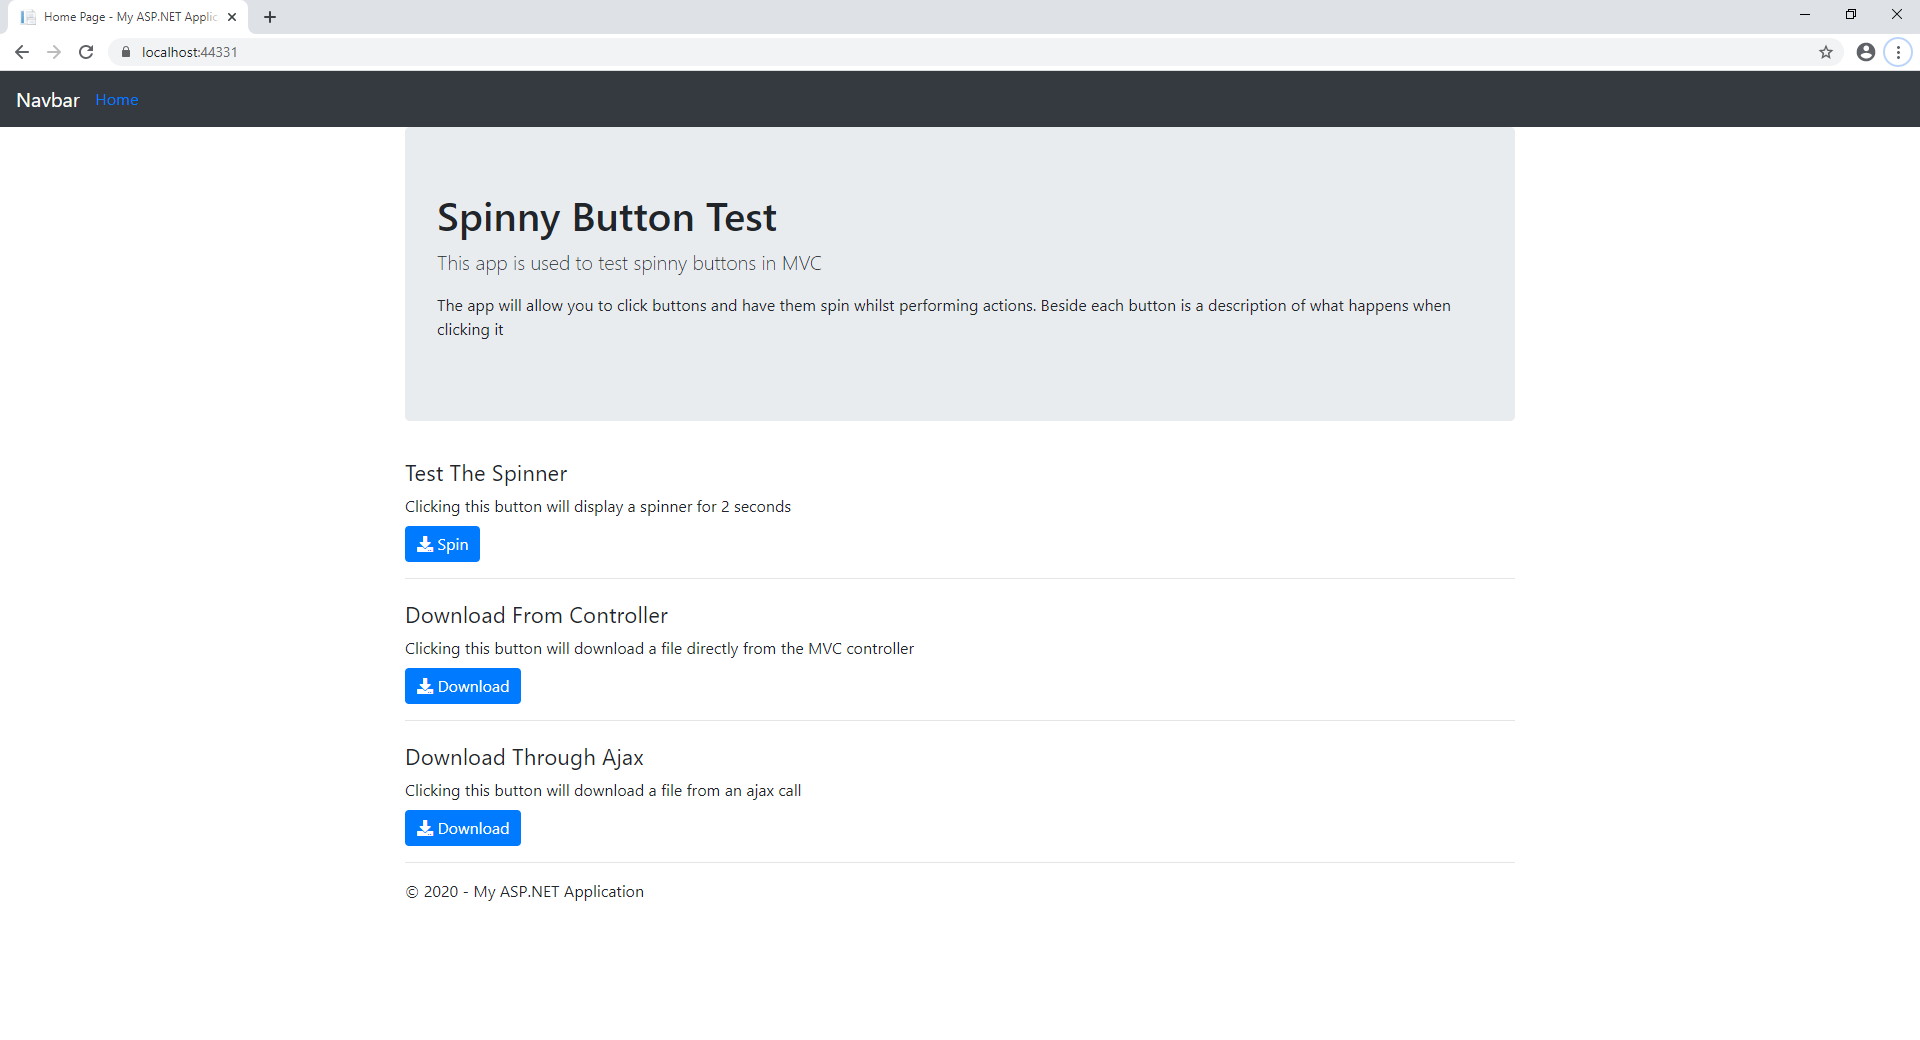 Home Page - My ASP.NET Applic
localhost:44331
Navbar Home
Spinny Button Test
This app is used to test spinny buttons in MVC
The app will allow you to click buttons and have them spin whilst performing actions. Beside each button is a description of what happens when
clicking it
Test The Spinner
Clicking this button will display a spinner for 2 seconds
Spin
Download From Controller
Clicking this button will download a file directly from the MVC controller
Download
Download Through Ajax
Clicking this button will download a file from an ajax call
Download
© 2020 - My ASP.NET Application